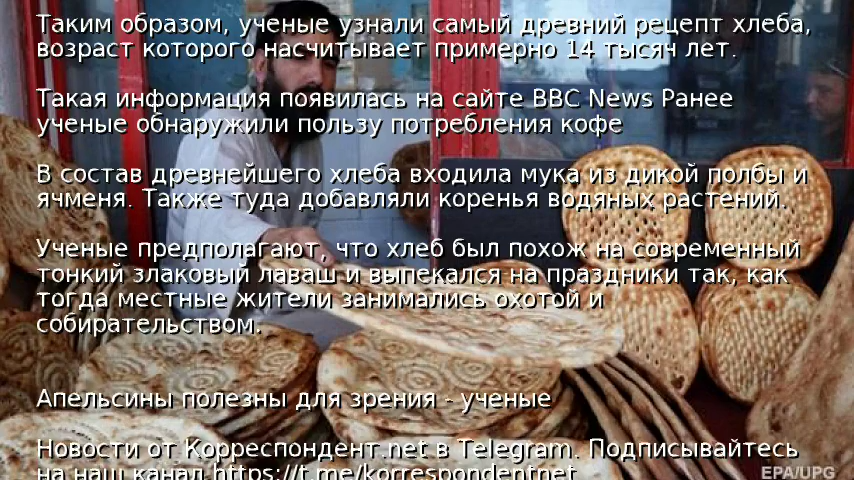 Таким образом, ученые узнали самый древний рецепт хлеба,
возраст которого насчитывает примерно 14 тысяч лет.
Такая информация появилась на сайте BBC News Ранее
ученые обнаружили пользу потребления кофе
В состав древнейшего хлеба входила мука из дикой полбы и
ячменя. Также туда добавляли коренья водяных растений.
Ученые предполагают, что хлеб был похож на современный
тонкий злаковый лаваш и выпекался на праздники так, как
тогда местные жители занимались охотой и
собирательством.
Апельсины полезны для зрения - ученые
Новости от Корреспондент.net в Telegram. Подписывайтесь
на наш канал https://t.me/korrespondentnet
EPA/UPG